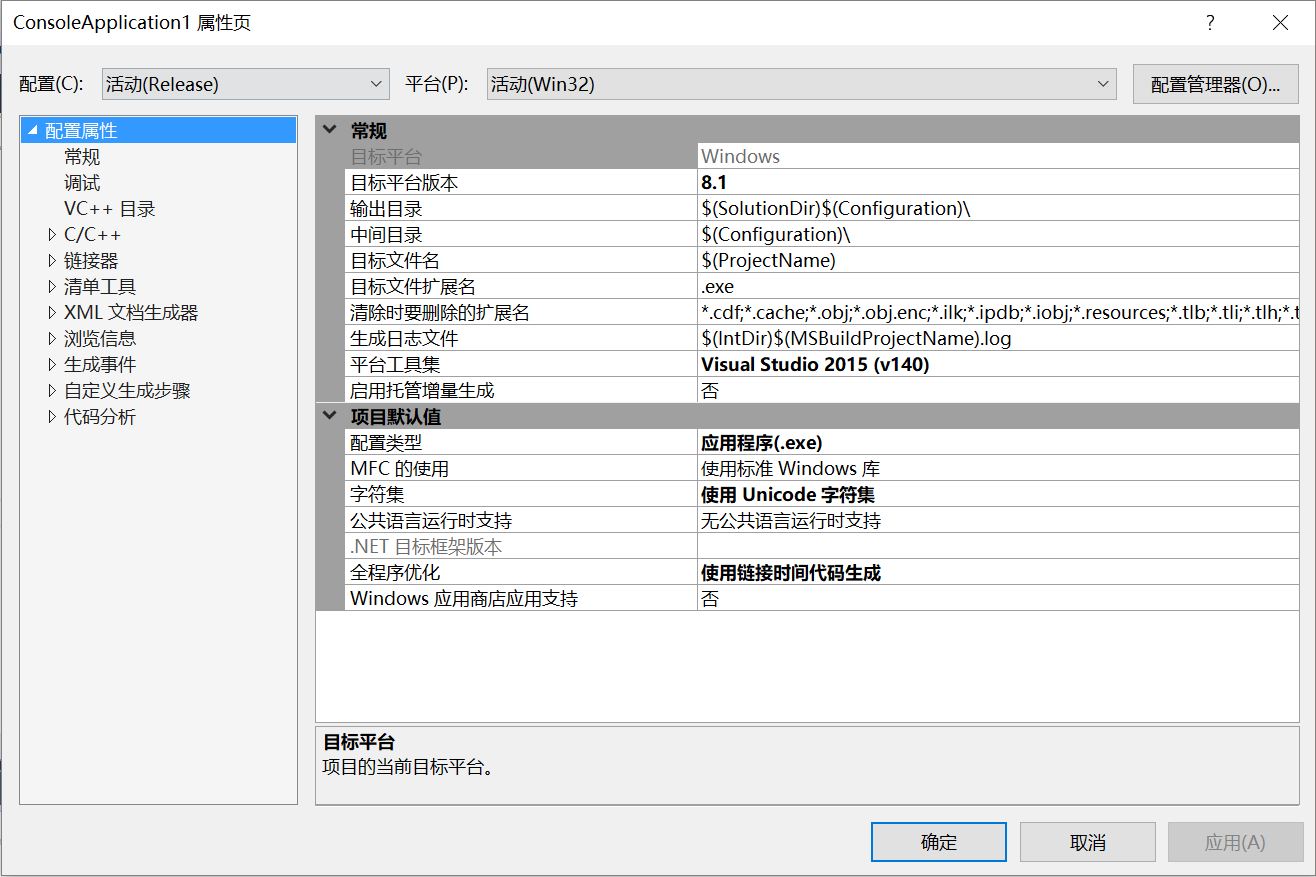 ConsoleApplication1 属性页
?
配置(C): 活动(Release) 平台(P): 活动(Win32) 配置管理器(O)...
配置属性
常规
调试
VC++ 目录
C/C++
链接器
清单工具
XML 文档生成器
浏览信息
生成事件
自定义生成步骤
代码分析
常规
目标平台 Windows
目标平台版本 8.1
输出目录 $(SolutionDir)$(Configuration)\
中间目录 $(Configuration)\
目标文件名 $(ProjectName)
目标文件扩展名 .exe
清除时要删除的扩展名 *.cdf;*.cache;*.obj;*.obj.enc;*.ilk;*.ipdb;*.iobj;*.resources;*.tlb;*.tli;*.tlh;*.t
生成日志文件 $(IntDir)$(MSBuildProjectName).log
平台工具集 Visual Studio 2015 (v140)
启用托管增量生成 否
项目默认值
配置类型 应用程序(.exe)
MFC 的使用 使用标准 Windows 库
字符集 使用 Unicode 字符集
公共语言运行时支持 无公共语言运行时支持
.NET 目标框架版本
全程序优化 使用链接时间代码生成
Windows 应用商店应用支持 否
目标平台
项目的当前目标平台。
确定 取消 应用(A)